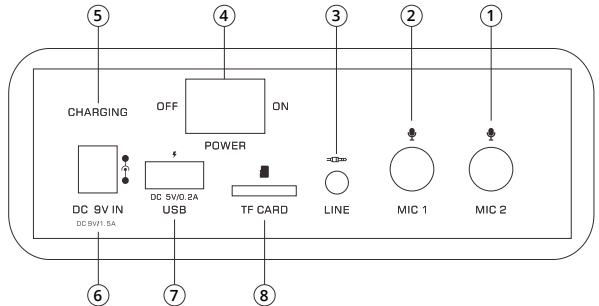 5 4 3 2 1
CHARGING
OFF ON
POWER
DC 9V IN
DC 9V/1.5A
DC 5V/0.2A
USB
TF CARD
LINE
MIC 1
MIC 2
6 7 8